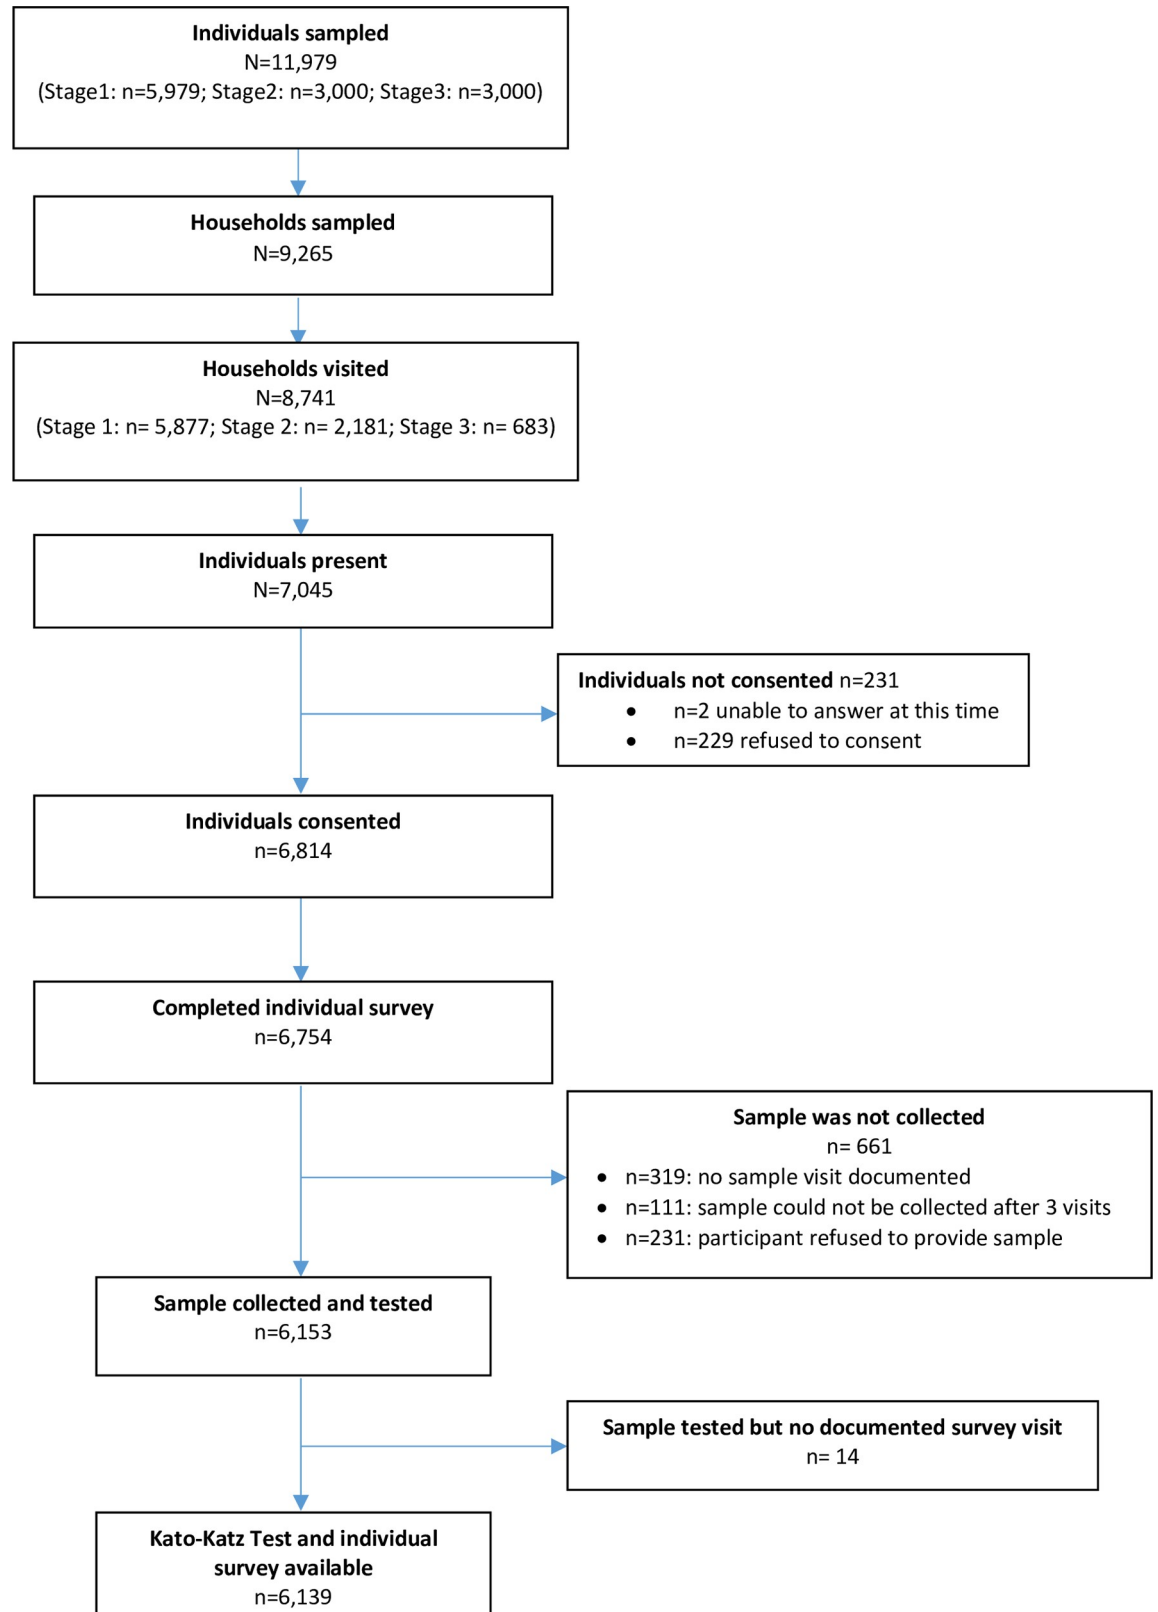 Individuals sampled
N=11,979
(Stage1: n=5,979; Stage2: n=3,000; Stage3: n=3,000)
Households sampled
N=9,265
Households visited
N=8,741
(Stage 1: n= 5,877; Stage 2: n= 2,181; Stage 3: n= 683)
Individuals present
N=7,045
Individuals not consented n=231
• n=2 unable to answer at this time
• n=229 refused to consent
Individuals consented
n=6,814
Completed individual survey
n=6,754
Sample was not collected
n= 661
• n=319: no sample visit documented
• n=111: sample could not be collected after 3 visits
• n=231: participant refused to provide sample
Sample collected and tested
n=6,153
Sample tested but no documented survey visit
n= 14
Kato-Katz Test and individual
survey available
n=6,139